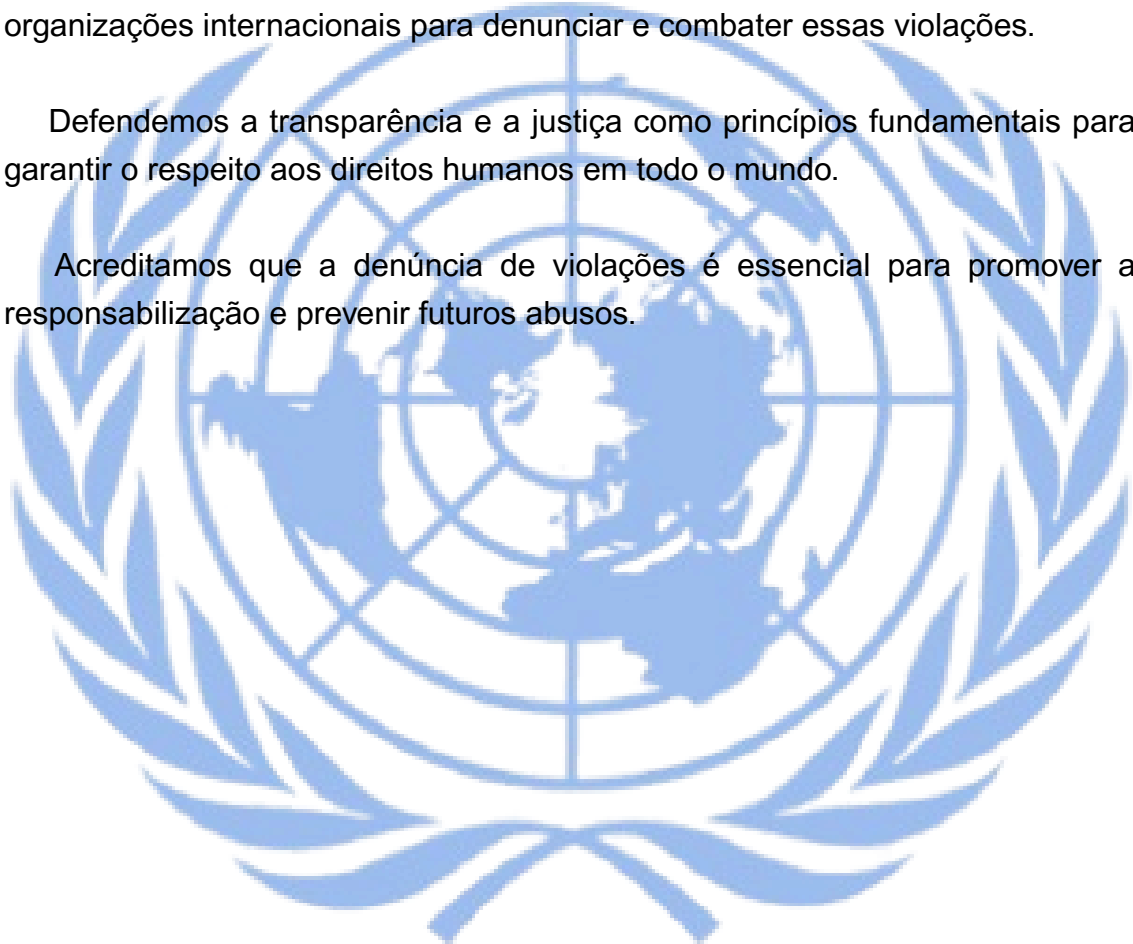 organizações internacionais para denunciar e combater essas violações.
Defendemos a transparência e a justiça como princípios fundamentais para
garantir o respeito aos direitos humanos em todo o mundo.
Acreditamos que a denúncia de violações é essencial para promover a
responsabilização e prevenir futuros abusos.